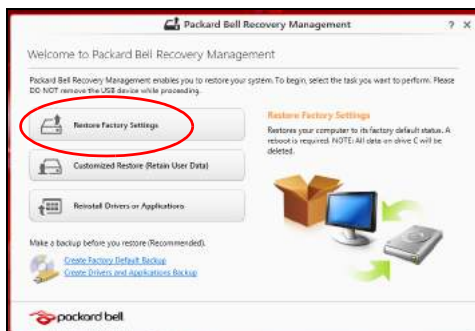 Packard Bell Recovery Management
? X
Welcome to Packard Bell Recovery Management
Packard Bell Recovery Management enables you to restore your system. To begin, select the task you want to perform. Please
DO NOT remove the USB device while proceeding.
Restore Factory Settings
Customized Restore (Retain User Data)
Reinstall Drivers or Applications
Restore Factory Settings
Restores your computer to its factory default status. A
reboot is required. NOTE: All data on drive C will be
deleted.
Make a backup before you restore (Recommended).
Create Factory Default Backup
Create Drivers and Applications Backup
packard bell